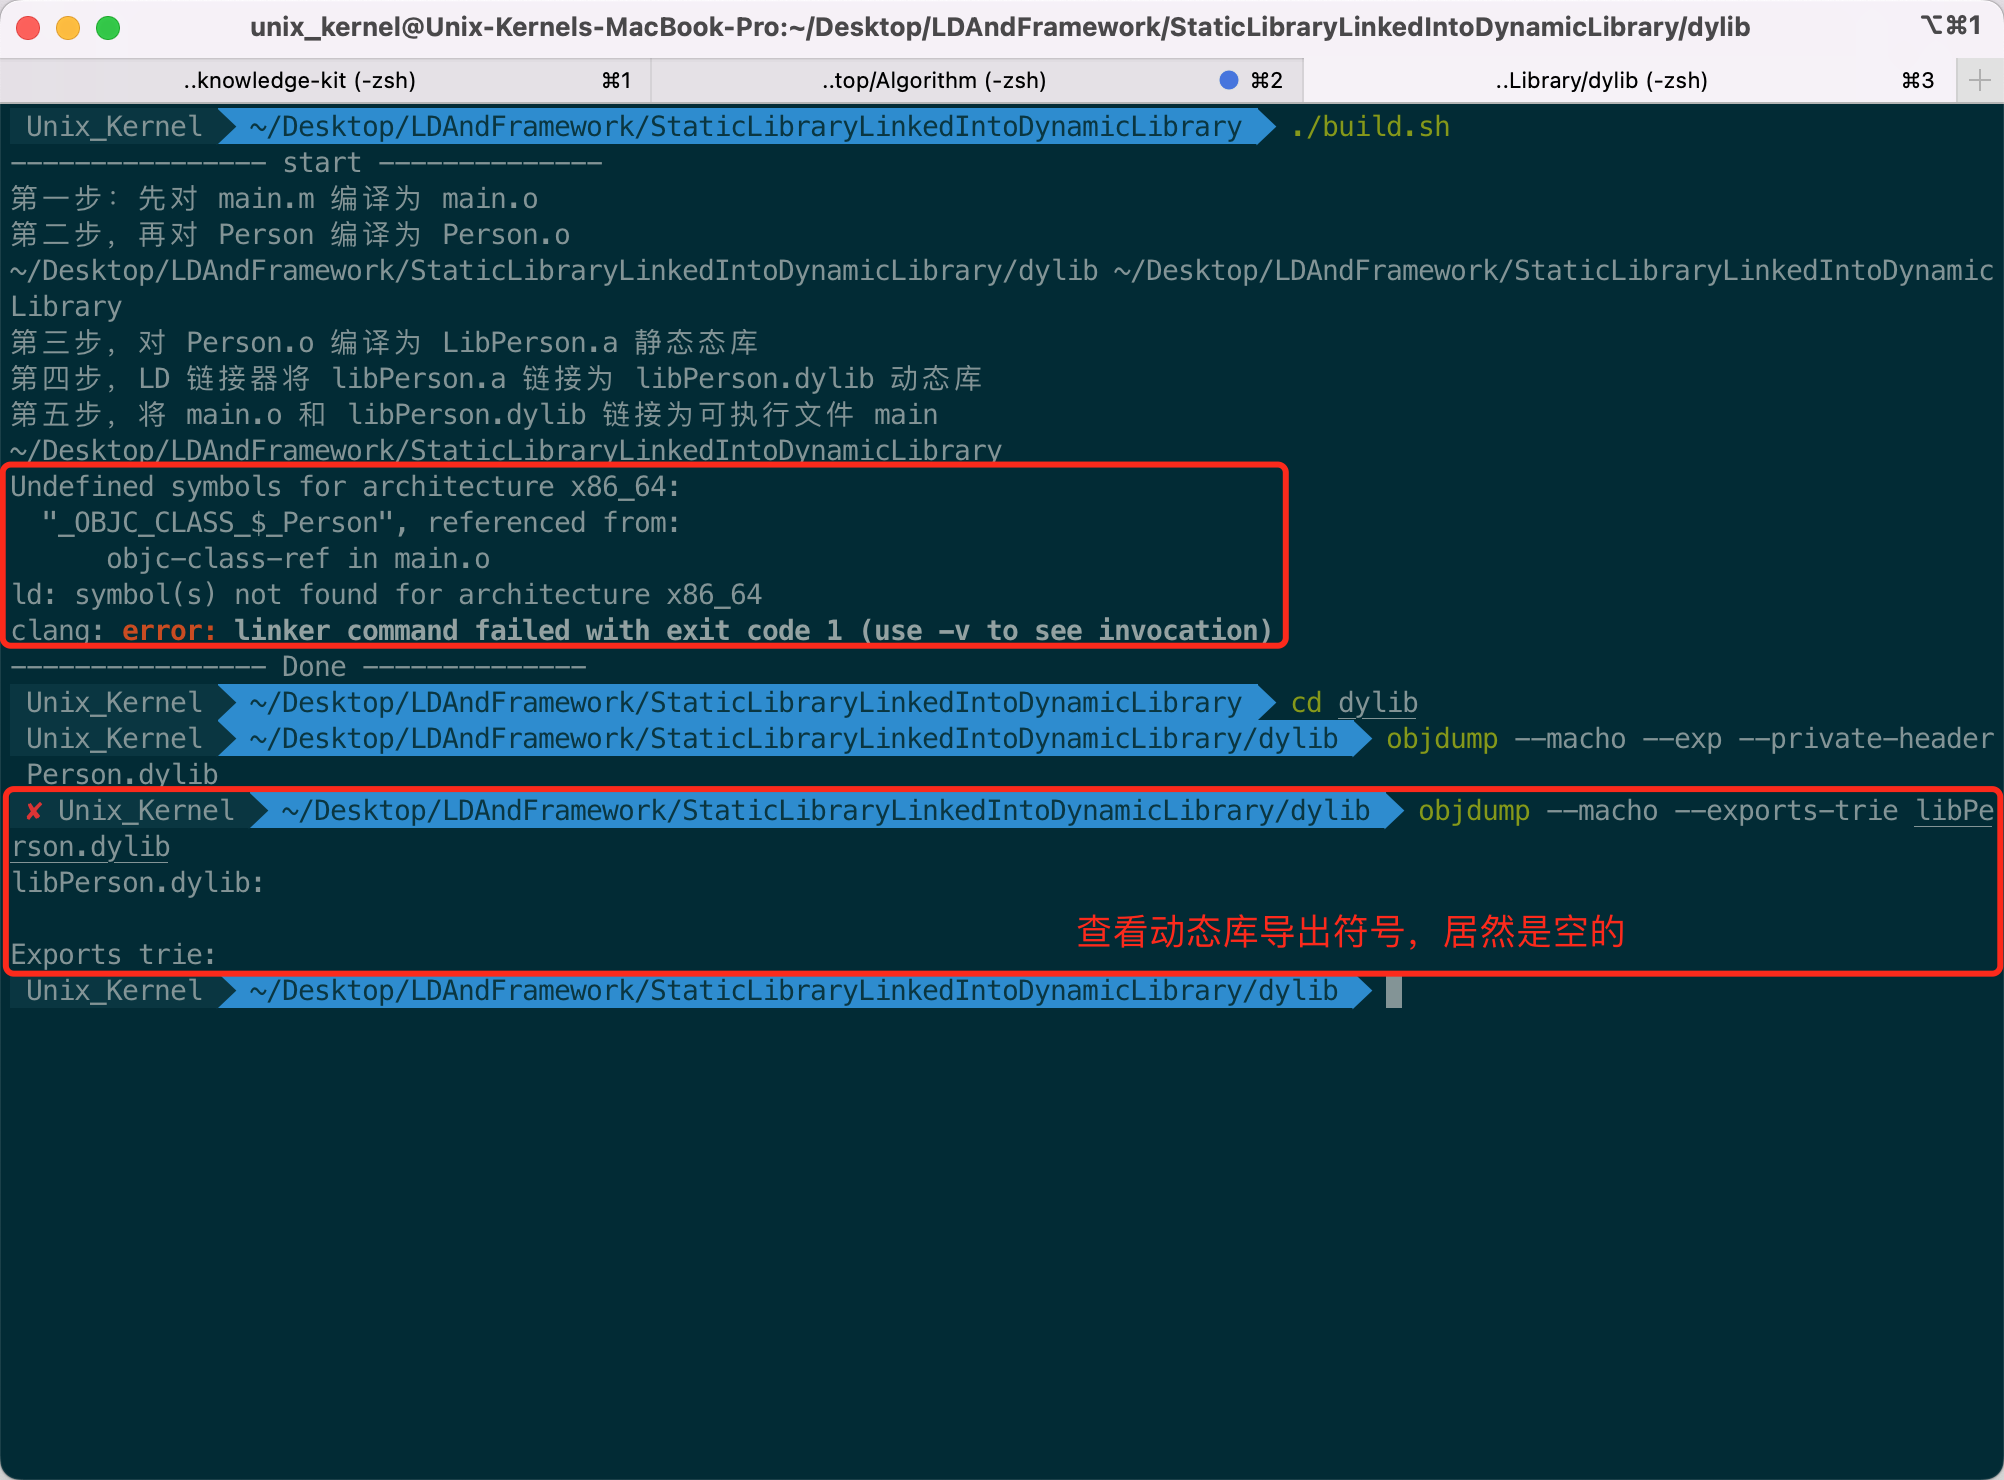 unix_kernel@Unix-Kernels-MacBook-Pro:~/Desktop/LDAndFramework/StaticLibraryLinkedIntoDynamicLibrary/dylib ⌥⌘1
..knowledge-kit (-zsh) ⌘1 ..top/Algorithm (-zsh) ⌘2 ..Library/dylib (-zsh) ⌘3 +
Unix_Kernel ~/Desktop/LDAndFramework/StaticLibraryLinkedIntoDynamicLibrary ./build.sh
---------------- start --------------
第一步：先对 main.m 编译为 main.o
第二步，再对 Person 编译为 Person.o
~/Desktop/LDAndFramework/StaticLibraryLinkedIntoDynamicLibrary/dylib ~/Desktop/LDAndFramework/StaticLibraryLinkedIntoDynamic
Library
第三步，对 Person.o 编译为 LibPerson.a 静态态库
第四步，LD 链接器将 libPerson.a 链接为 libPerson.dylib 动态库
第五步，将 main.o 和 libPerson.dylib 链接为可执行文件 main
~/Desktop/LDAndFramework/StaticLibraryLinkedIntoDynamicLibrary
Undefined symbols for architecture x86_64:
"_OBJC_CLASS_$_Person", referenced from:
objc-class-ref in main.o
ld: symbol(s) not found for architecture x86_64
clang: error: linker command failed with exit code 1 (use -v to see invocation)
---------------- Done --------------
Unix_Kernel ~/Desktop/LDAndFramework/StaticLibraryLinkedIntoDynamicLibrary cd dylib
Unix_Kernel ~/Desktop/LDAndFramework/StaticLibraryLinkedIntoDynamicLibrary/dylib objdump --macho --exp --private-header
Person.dylib
✘ Unix_Kernel ~/Desktop/LDAndFramework/StaticLibraryLinkedIntoDynamicLibrary/dylib objdump --macho --exports-trie libPe
rson.dylib
libPerson.dylib:
查看动态库导出符号，居然是空的
Exports trie:
Unix_Kernel ~/Desktop/LDAndFramework/StaticLibraryLinkedIntoDynamicLibrary/dylib